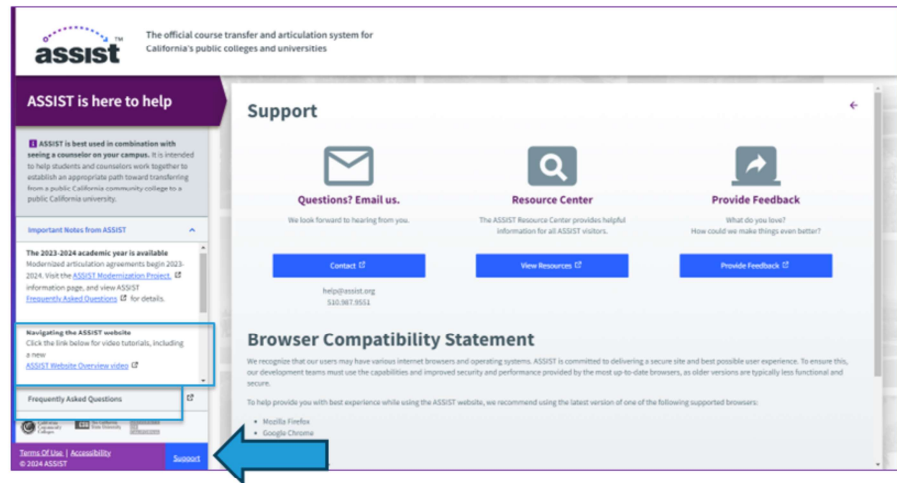 assist™
The official course transfer and articulation system for
California's public colleges and universities
ASSIST is here to help
ASSIST is best used in combination with
seeing a counselor on your campus. It is intended
to help students and counselors work together to
establish an appropriate path toward transferring
from a public California community college to a
public California university.
Important Notes from ASSIST
The 2023-2024 academic year is available
Modernized articulation agreements begin 2023-
2024. Visit the ASSIST Modernization Project,
information page, and view ASSIST
Frequently Asked Questions for details.
Navigating the ASSIST website
Click the link below for video tutorials, including
a new
ASSIST Website Overview video
Frequently Asked Questions
California
Community
Colleges
Terms Of Use | Accessibility
© 2024 ASSIST
Support
Support
Questions? Email us.
We look forward to hearing from you.
Contact
help@assist.org
510.987.9551
Resource Center
The ASSIST Resource Center provides helpful
information for all ASSIST visitors.
View Resources
Provide Feedback
What do you love?
How could we make things even better?
Provide Feedback
Browser Compatibility Statement
We recognize that our users may have various internet browsers and operating systems. ASSIST is committed to delivering a secure site and best possible user experience. To ensure this,
our development teams must use the capabilities and improved security and performance provided by the most up-to-date browsers, as older versions are typically less functional and
secure.
To help provide you with best experience while using the ASSIST website, we recommend using the latest version of one of the following supported browsers:
• Mozilla Firefox
• Google Chrome